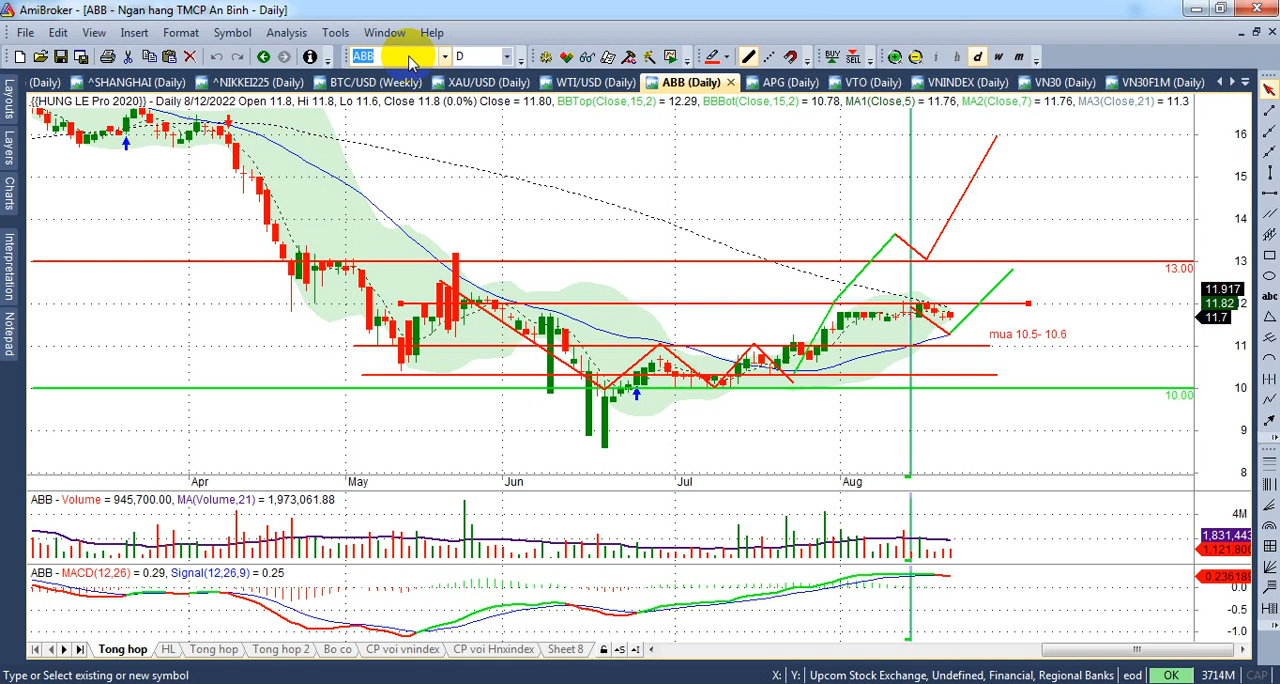 AmiBroker - [ABB - Ngan hang TMCP An Binh - Daily]
File Edit View Insert Format Symbol Analysis Tools Window Help
ABB D BUY SELL i h d w m
(Daily) ^SHANGHAI (Daily) ^NIKKEI225 (Daily) BTC/USD (Weekly) XAU/USD (Daily) WTI/USD (Daily) ABB (Daily) APG (Daily) VTO (Daily) VNINDEX (Daily) VN30 (Daily) VN30F1M (Daily)
Layouts
Layers
Charts
Interpretation
Notepad
{{HUNG LE Pro 2020}} - Daily 8/12/2022 Open 11.8, Hi 11.8, Lo 11.6, Close 11.8 (0.0%) Close = 11.80, BBTop(Close,15,2) = 12.29, BBBot(Close,15,2) = 10.78, MA1(Close,5) = 11.76, MA2(Close,7) = 11.76, MA3(Close,21) = 11.3
16
15
14
13
13.00
11.917
11.82
2
11.7
mua 10.5- 10.6
11
10
10.00
9
8
Apr May Jun Jul Aug
ABB - Volume = 945,700.00, MA(Volume,21) = 1,973,061.88
4M
1,831,443
1,121,800
ABB - MACD(12,26) = 0.29, Signal(12,26,9) = 0.25
0.236189
0.0
-0.5
-1.0
abc
Tong hop HL Tong hop Tong hop 2 Bo co CP voi vnindex CP voi Hnxindex Sheet 8
Type or Select existing or new symbol X: Y: Upcom Stock Exchange, Undefined, Financial, Regional Banks eod OK 3714M CAP